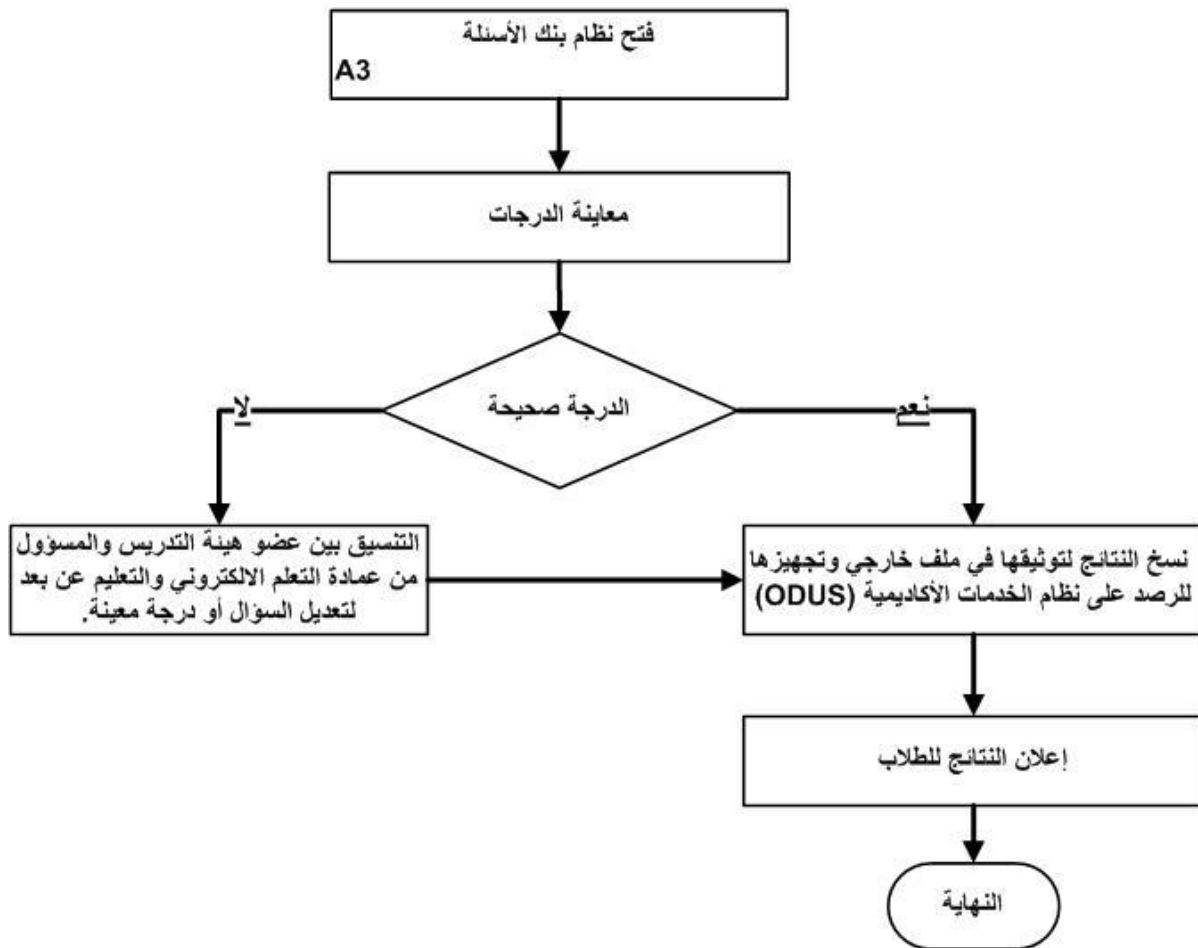 فتح نظام بنك الأسئلة
A3
معاينة الدرجات
الدرجة صحيحة
نعم
لا
نسخ النتائج لتوثيقها في ملف خارجي وتجهيزها
للرصد على نظام الخدمات الأكاديمية (ODUS)
التنسيق بين عضو هيئة التدريس والمسؤول
من عمادة التعلم الالكتروني والتعليم عن بعد
لتعديل السؤال أو درجة معينة.
إعلان النتائج للطلاب
النهاية